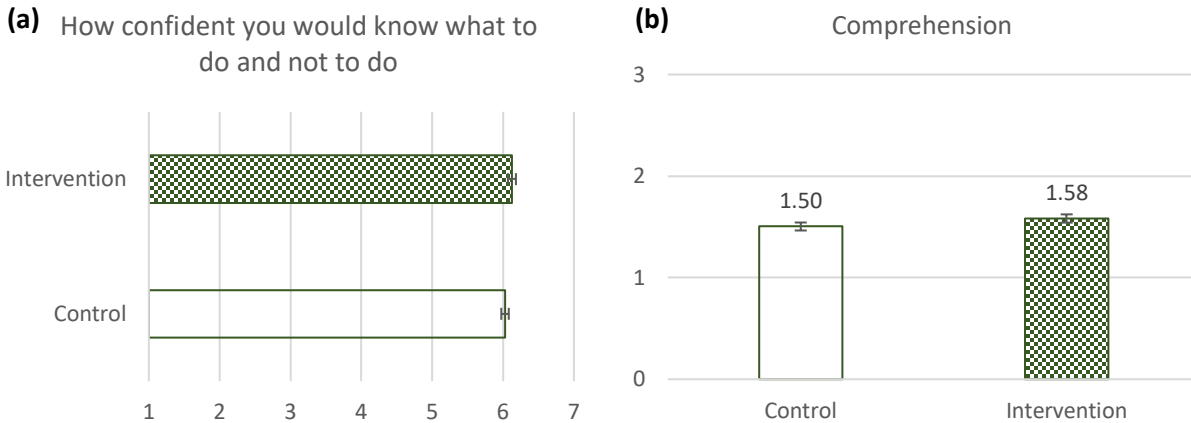 (a) How confident you would know what to
do and not to do
Intervention
Control
1 2 3 4 5 6 7
(b) Comprehension
3
2
1
0
1.50
1.58
Control Intervention